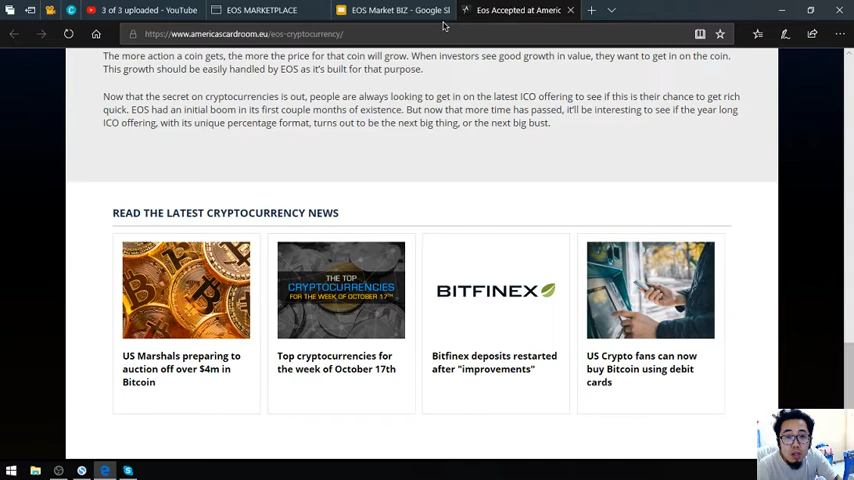 3 of 3 uploaded - YouTube
EOS MARKETPLACE
EOS Market BIZ - Google Sl
Eos Accepted at Americ
https://www.americascardroom.eu/eos-cryptocurrency/
The more action a coin gets, the more the price for that coin will grow. When investors see good growth in value, they want to get in on the coin.
This growth should be easily handled by EOS as it's built for that purpose.
Now that the secret on cryptocurrencies is out, people are always looking to get in on the latest ICO offering to see if this is their chance to get rich
quick. EOS had an initial boom in its first couple months of existence. But now that more time has passed, it'll be interesting to see if the year long
ICO offering, with its unique percentage format, turns out to be the next big thing, or the next big bust.
READ THE LATEST CRYPTOCURRENCY NEWS
THE TOP
CRYPTOCURRENCIES
FOR THE WEEK OF OCTOBER 17TH
BITFINEX
US Marshals preparing to
auction off over $4m in
Bitcoin
Top cryptocurrencies for
the week of October 17th
Bitfinex deposits restarted
after "improvements"
US Crypto fans can now
buy Bitcoin using debit
cards